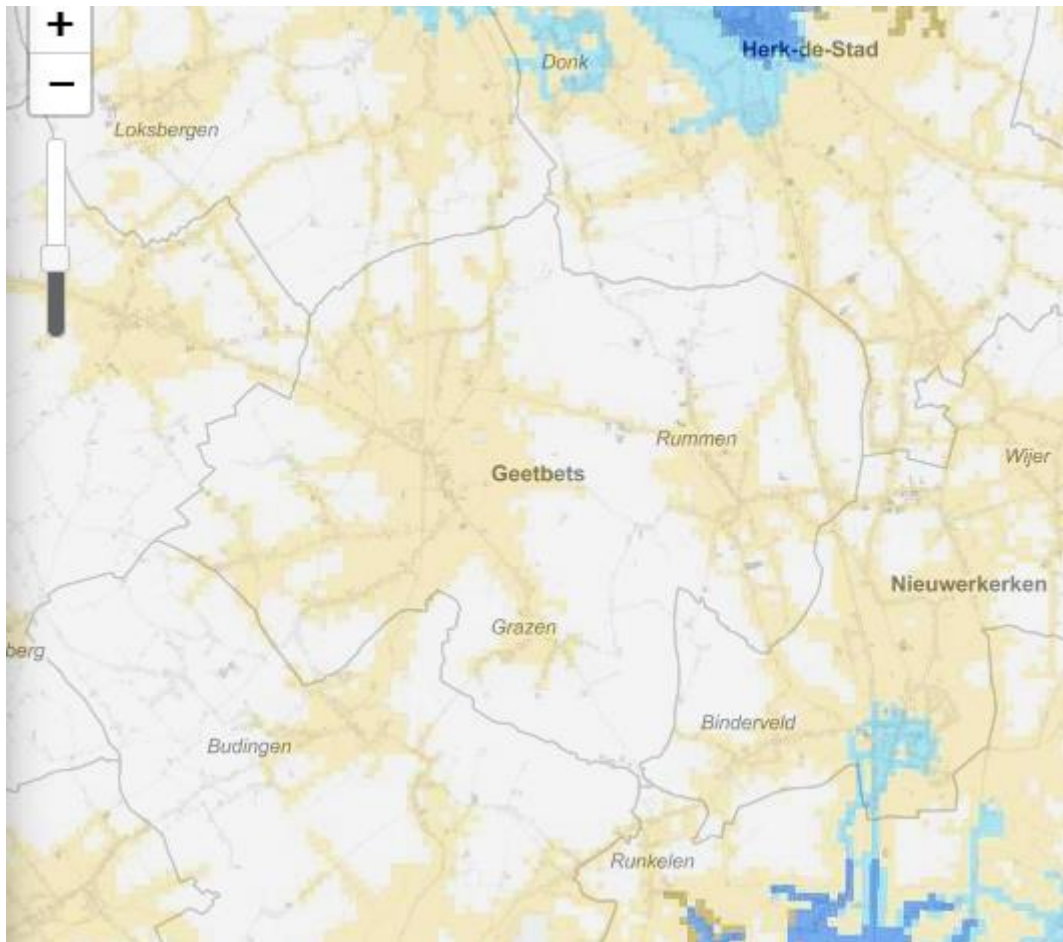 +
Herk-de-Stad
Donk
−
Loksbergen
Rummen
Wijer
Geetbets
Nieuwerkerken
Grazen
berg
Binderveld
Budingen
Runkelen